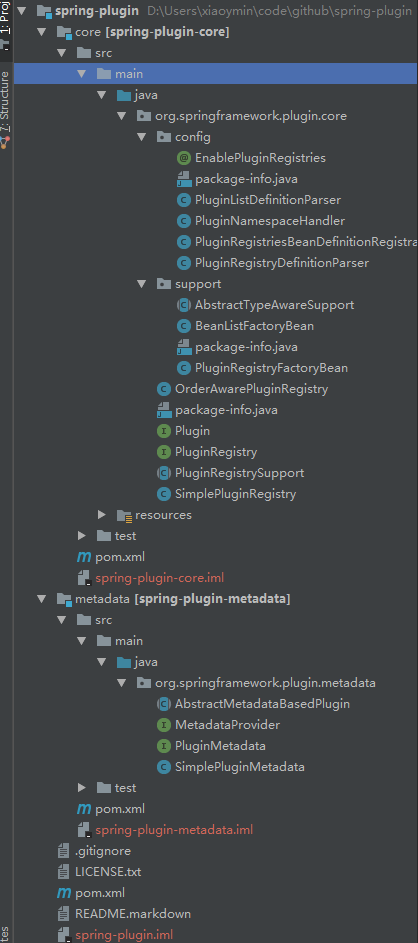 1: Proj
7: Structure
tes
spring-plugin D:\Users\xiaoymin\code\github\spring-plugin
core [spring-plugin-core]
src
main
java
org.springframework.plugin.core
config
EnablePluginRegistries
package-info.java
PluginListDefinitionParser
PluginNamespaceHandler
PluginRegistriesBeanDefinitionRegistra
PluginRegistryDefinitionParser
support
AbstractTypeAwareSupport
BeanListFactoryBean
package-info.java
PluginRegistryFactoryBean
OrderAwarePluginRegistry
package-info.java
Plugin
PluginRegistry
PluginRegistrySupport
SimplePluginRegistry
resources
test
pom.xml
spring-plugin-core.iml
metadata [spring-plugin-metadata]
src
main
java
org.springframework.plugin.metadata
AbstractMetadataBasedPlugin
MetadataProvider
PluginMetadata
SimplePluginMetadata
test
pom.xml
spring-plugin-metadata.iml
.gitignore
LICENSE.txt
pom.xml
README.markdown
spring-plugin.iml